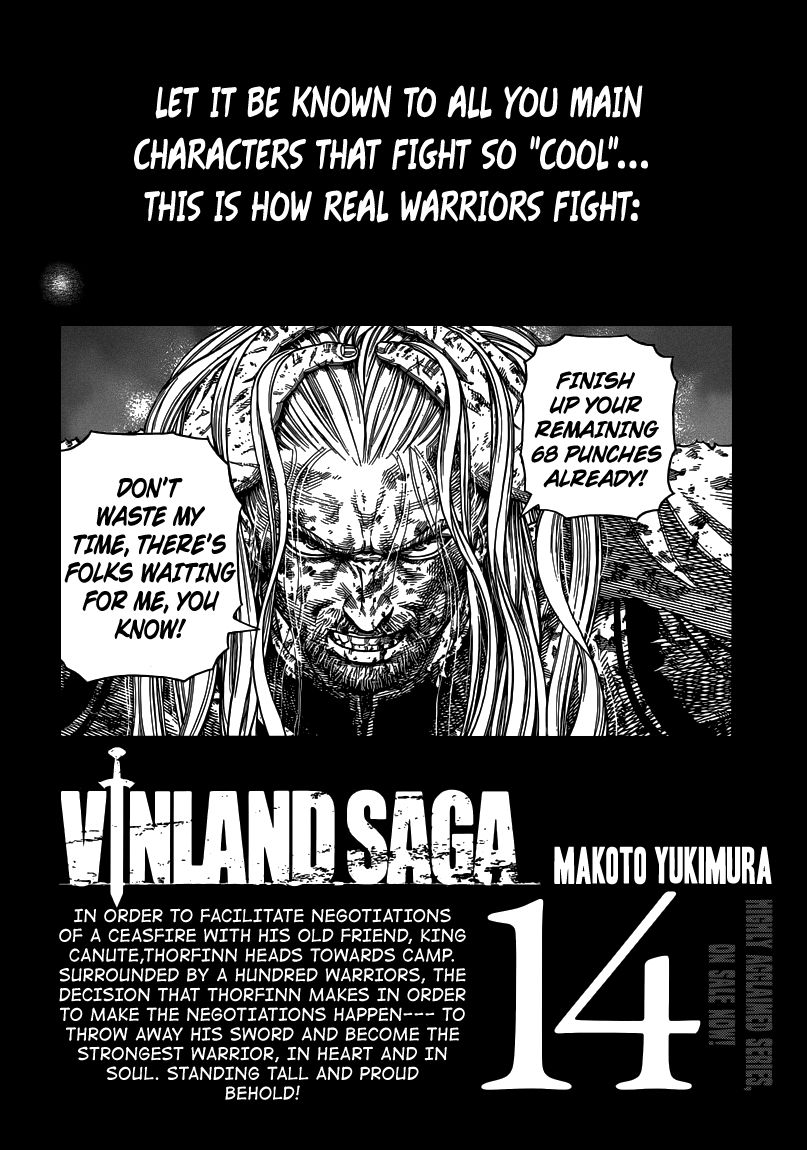 LET IT BE KNOWN TO ALL YOU MAIN
CHARACTERS THAT FIGHT SO "COOL"...
THIS IS HOW REAL WARRIORS FIGHT:
FINISH
UP YOUR
REMAINING
68 PUNCHES
ALREADY!
DON'T
WASTE MY
TIME, THERE'S
FOLKS WAITING
FOR ME, YOU
KNOW!
VINLAND SAGA
MAKOTO YUKIMURA
14
IN ORDER TO FACILITATE NEGOTIATIONS
OF A CEASFIRE WITH HIS OLD FRIEND, KING
CANUTE,THORFINN HEADS TOWARDS CAMP.
SURROUNDED BY A HUNDRED WARRIORS, THE
DECISION THAT THORFINN MAKES IN ORDER
TO MAKE THE NEGOTIATIONS HAPPEN--- TO
THROW AWAY HIS SWORD AND BECOME THE
STRONGEST WARRIOR, IN HEART AND IN
SOUL. STANDING TALL AND PROUD
BEHOLD!
HIGHLY ACCLAIMED SERIES,
ON SALE NOW!